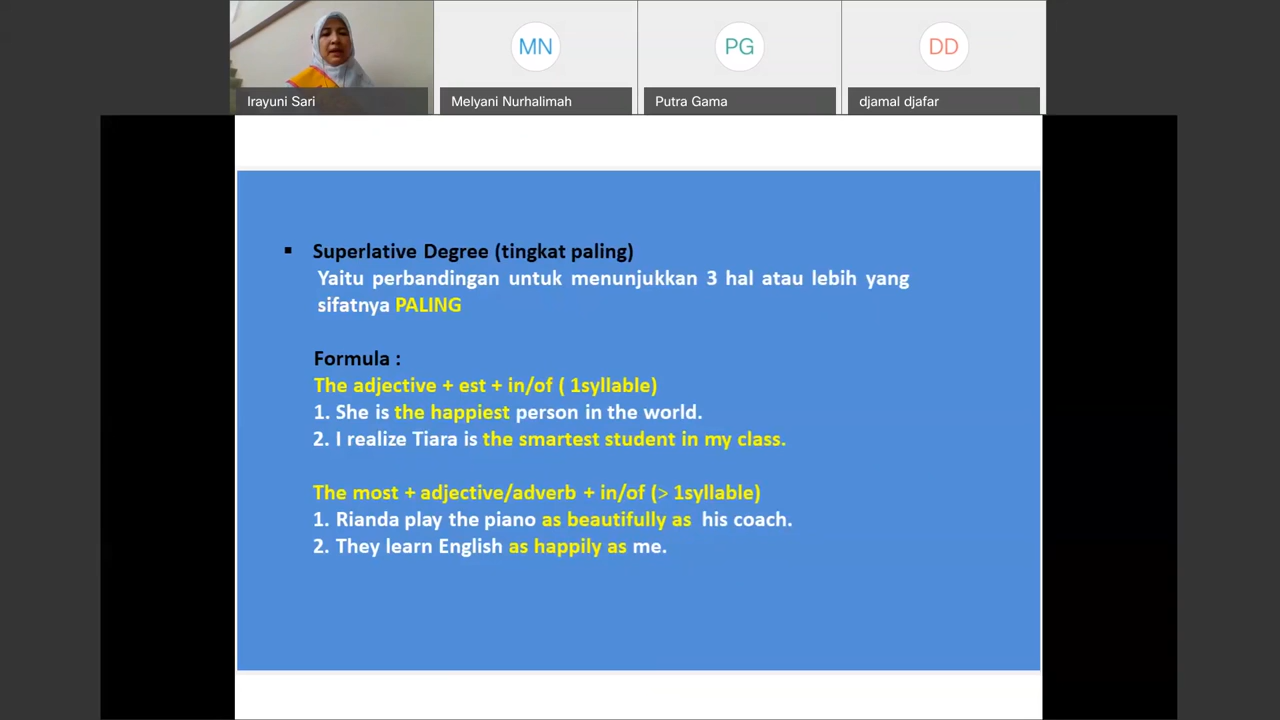 MN
PG
DD
Irayuni Sari
Melyani Nurhalimah
Putra Gama
djamal djafar
▪ Superlative Degree (tingkat paling)
Yaitu perbandingan untuk menunjukkan 3 hal atau lebih yang
sifatnya PALING
Formula :
The adjective + est + in/of ( 1syllable)
1. She is the happiest person in the world.
2. I realize Tiara is the smartest student in my class.
The most + adjective/adverb + in/of (> 1syllable)
1. Rianda play the piano as beautifully as his coach.
2. They learn English as happily as me.